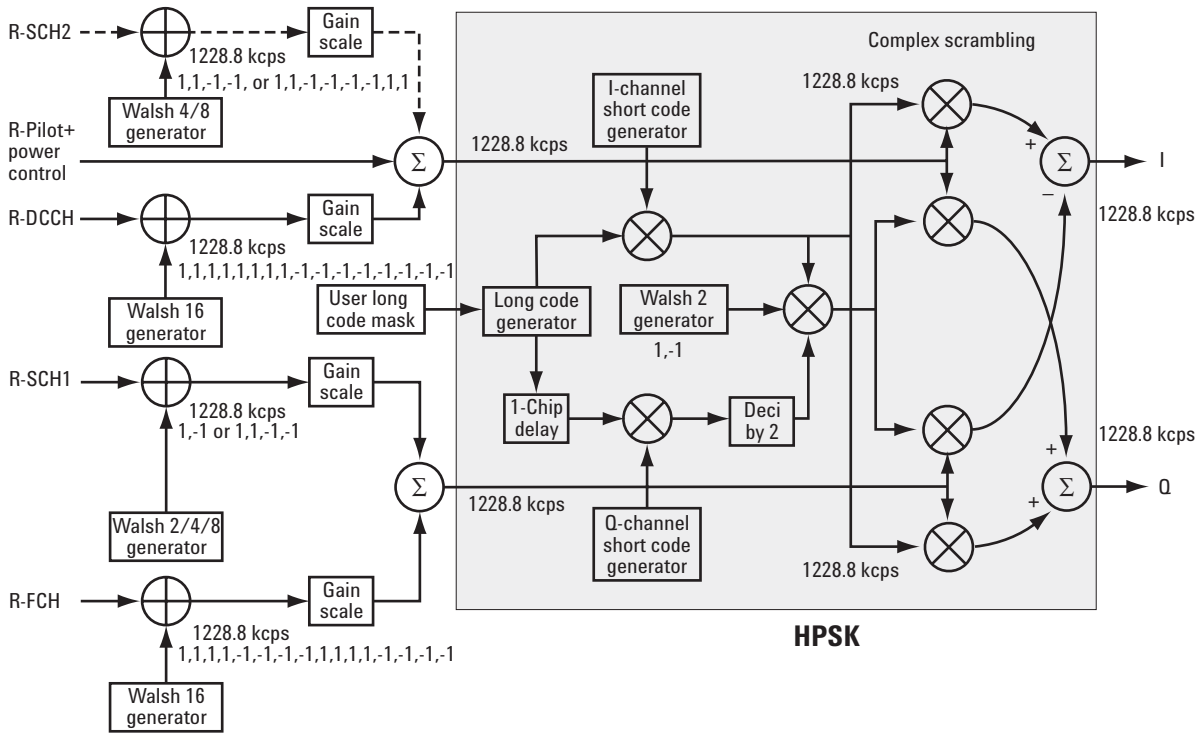 R-SCH2
Gain
scale
1228.8 kcps
1,1,-1,-1, or 1,1,-1,-1,-1,-1,1,1
Walsh 4/8
generator
R-Pilot+
power
control
Σ
1228.8 kcps
R-DCCH
Gain
scale
1228.8 kcps
1,1,1,1,1,1,1,1,-1,-1,-1,-1,-1,-1,-1,-1
Walsh 16
generator
User long
code mask
R-SCH1
Gain
scale
1228.8 kcps
1,-1 or 1,1,-1,-1
Walsh 2/4/8
generator
Σ
1228.8 kcps
R-FCH
Gain
scale
1228.8 kcps
1,1,1,1,-1,-1,-1,-1,1,1,1,1,-1,-1,-1,-1
Walsh 16
generator
Complex scrambling
I-channel
short code
generator
Long code
generator
Walsh 2
generator
1,-1
1-Chip
delay
Deci
by 2
Q-channel
short code
generator
1228.8 kcps
+
Σ
−
I
1228.8 kcps
1228.8 kcps
+
Σ
+
Q
1228.8 kcps
HPSK